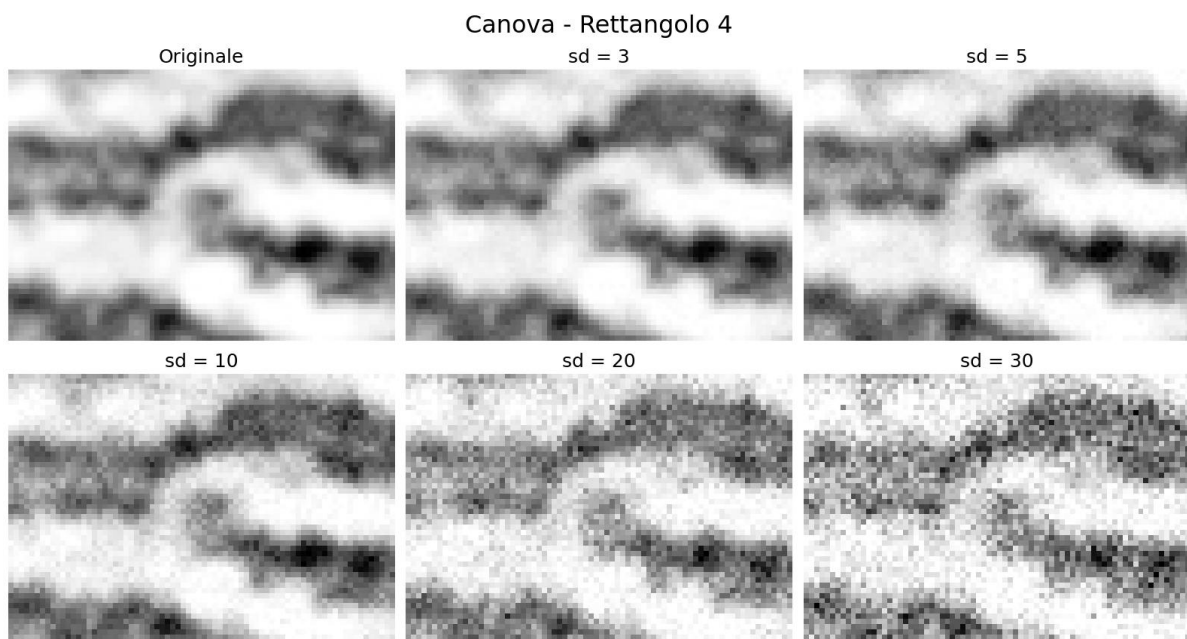 Canova - Rettangolo 4
Originale
sd = 3
sd = 5
sd = 10
sd = 20
sd = 30